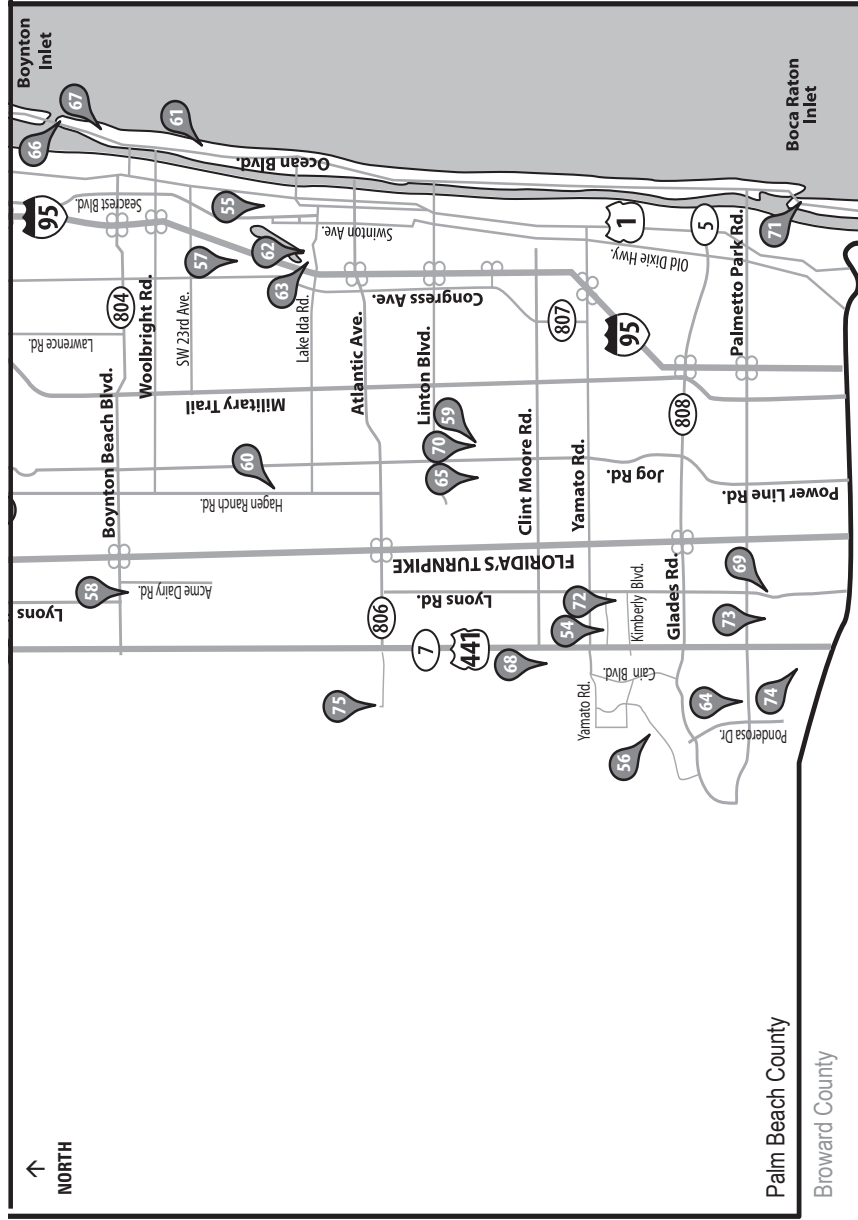 Boynton
Inlet
67
66
61
Ocean Blvd.
95
Seacrest Blvd.
55
Swinton Ave.
57
62
63
804
Woolbright Rd.
SW 23rd Ave.
Lake Ida Rd.
Congress Ave.
Lawrence Rd.
Boynton Beach Blvd.
Military Trail
Atlantic Ave.
Linton Blvd.
60
Hagen Ranch Rd.
59
70
65
Clint Moore Rd.
Yamato Rd.
807
95
1
Old Dixie Hwy.
5
Palmetto Park Rd.
71
Boca Raton
Inlet
808
Jog Rd.
Power Line Rd.
FLORIDA'S TURNPIKE
58
Acme Dairy Rd.
Lyons
Lyons Rd.
806
7
441
72
54
68
Kimberly Blvd.
Glades Rd.
69
73
Cain Blvd.
Yamato Rd.
75
56
64
74
Ponderosa Dr.
NORTH
Palm Beach County
Broward County